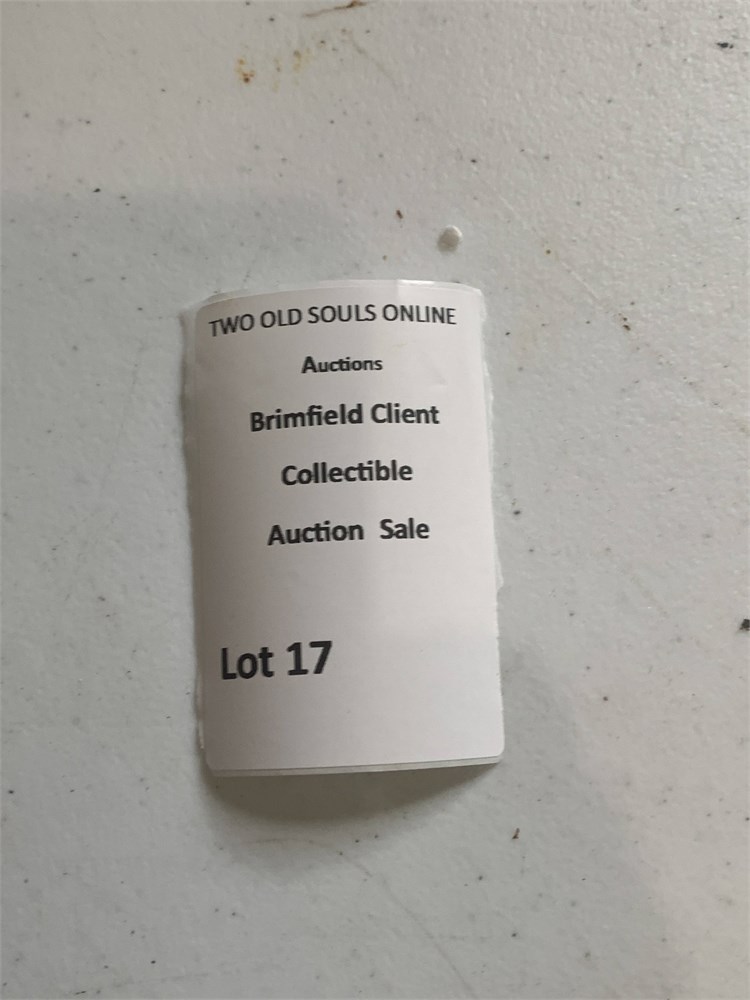 TWO OLD SOULS ONLINE
Auctions
Brimfield Client
Collectible
Auction Sale
Lot 17